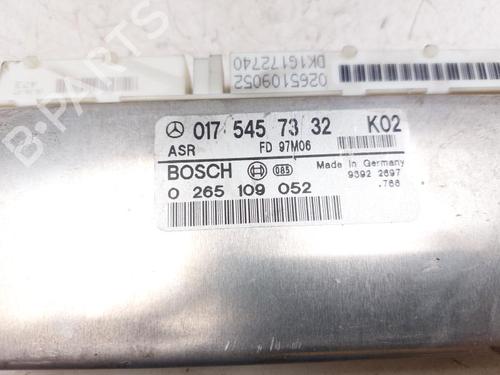 0265109052
DK1G172740
017 545 73 32 K02
ASR FD 97M06
BOSCH 085 Made in Germany
0 265 109 052 9392 2697
.766
B-Parts